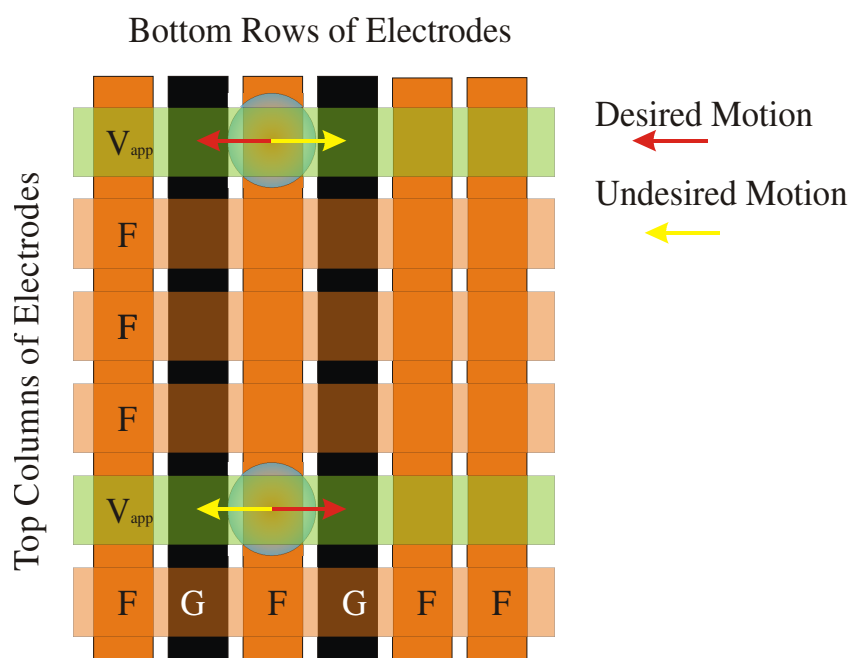 Bottom Rows of Electrodes
Desired Motion
Vapp
Undesired Motion
F
F
F
Vapp
F G F G F F
Top Columns of Electrodes